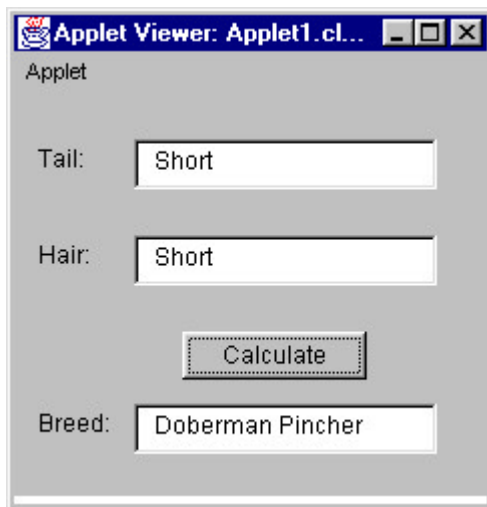 Applet Viewer: Applet1.cl...
Applet
Tail: Short
Hair: Short
Calculate
Breed: Doberman Pincher